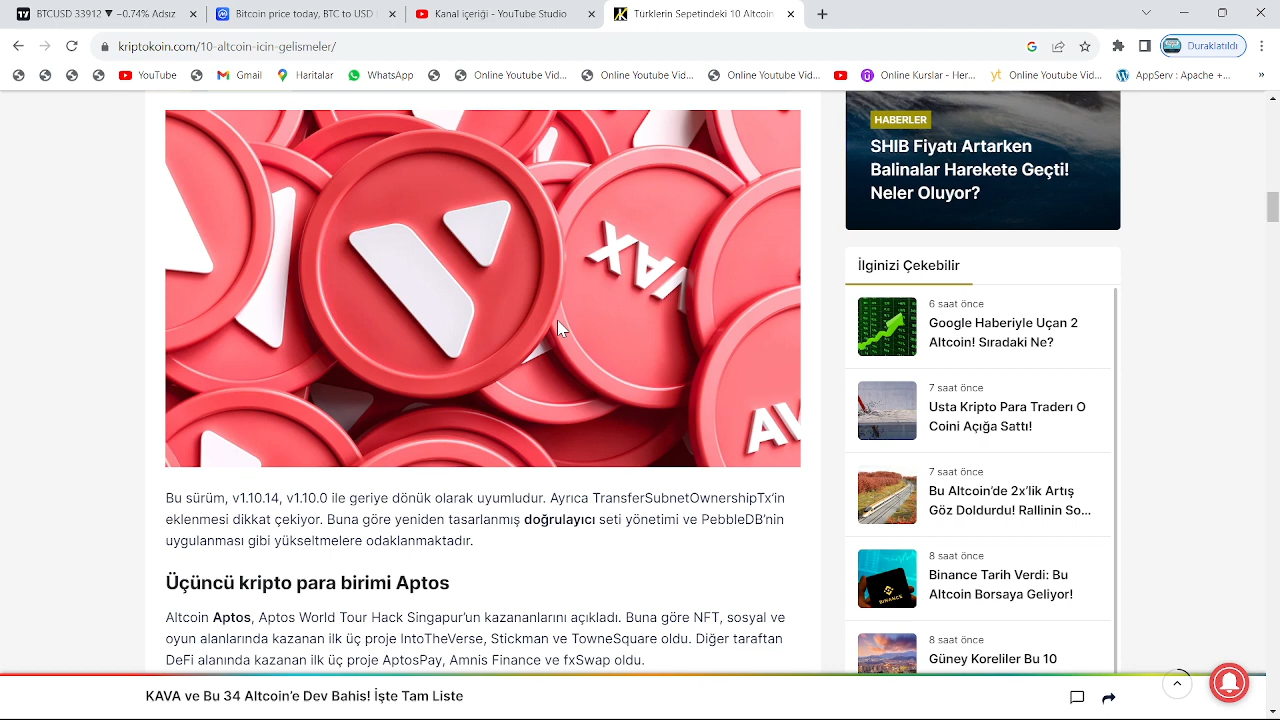 BTCUSD 33912 ▼ −0.74% Adsız
Bitcoin price today, BTC to USD
Kanal içeriği - YouTube Studio
Türklerin Sepetindeki 10 Altcoin
kriptokoin.com/10-altcoin-icin-gelismeler/
Duraklatıldı
YouTube
Gmail
Haritalar
WhatsApp
Online Youtube Vid...
Online Youtube Vid...
Online Youtube Vid...
Online Kurslar - Her...
Online Youtube Vid...
AppServ : Apache +...
AVAX
AV
Bu sürüm, v1.10.14, v1.10.0 ile geriye dönük olarak uyumludur. Ayrıca TransferSubnetOwnershipTx'in
eklenmesi dikkat çekiyor. Buna göre yeniden tasarlanmış doğrulayıcı seti yönetimi ve PebbleDB'nin
uygulanması gibi yükseltmelere odaklanmaktadır.
Üçüncü kripto para birimi Aptos
Altcoin Aptos, Aptos World Tour Hack Singapur'un kazananlarını açıkladı. Buna göre NFT, sosyal ve
oyun alanlarında kazanan ilk üç proje IntoTheVerse, Stickman ve TowneSquare oldu. Diğer taraftan
DeFi alanında kazanan ilk üç proje AptosPay, Amnis Finance ve fxSwap oldu.
HABERLER
SHIB Fiyatı Artarken
Balinalar Harekete Geçti!
Neler Oluyor?
İlginizi Çekebilir
6 saat önce
Google Haberiyle Uçan 2
Altcoin! Sıradaki Ne?
7 saat önce
Usta Kripto Para Traderı O
Coini Açığa Sattı!
7 saat önce
Bu Altcoin'de 2x'lik Artış
Göz Doldurdu! Rallinin So...
8 saat önce
Binance Tarih Verdi: Bu
Altcoin Borsaya Geliyor!
BINANCE
8 saat önce
Güney Koreliler Bu 10
KAVA ve Bu 34 Altcoin'e Dev Bahis! İşte Tam Liste